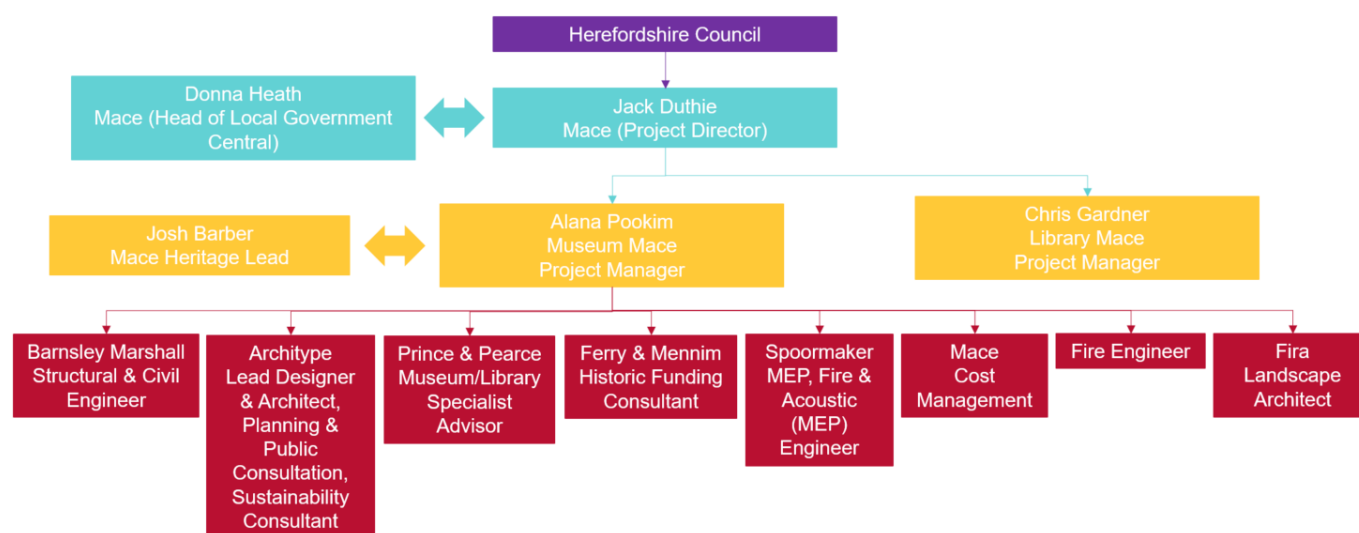 Herefordshire Council
Donna Heath
Mace (Head of Local Government
Central)
Jack Duthie
Mace (Project Director)
Josh Barber
Mace Heritage Lead
Alana Pookim
Museum Mace
Project Manager
Chris Gardner
Library Mace
Project Manager
Barnsley Marshall
Structural & Civil
Engineer
Architype
Lead Designer
& Architect,
Planning &
Public
Consultation,
Sustainability
Consultant
Prince & Pearce
Museum/Library
Specialist
Advisor
Ferry & Mennim
Historic Funding
Consultant
Spoormaker
MEP, Fire &
Acoustic
(MEP)
Engineer
Mace
Cost
Management
Fire Engineer
Fira
Landscape
Architect